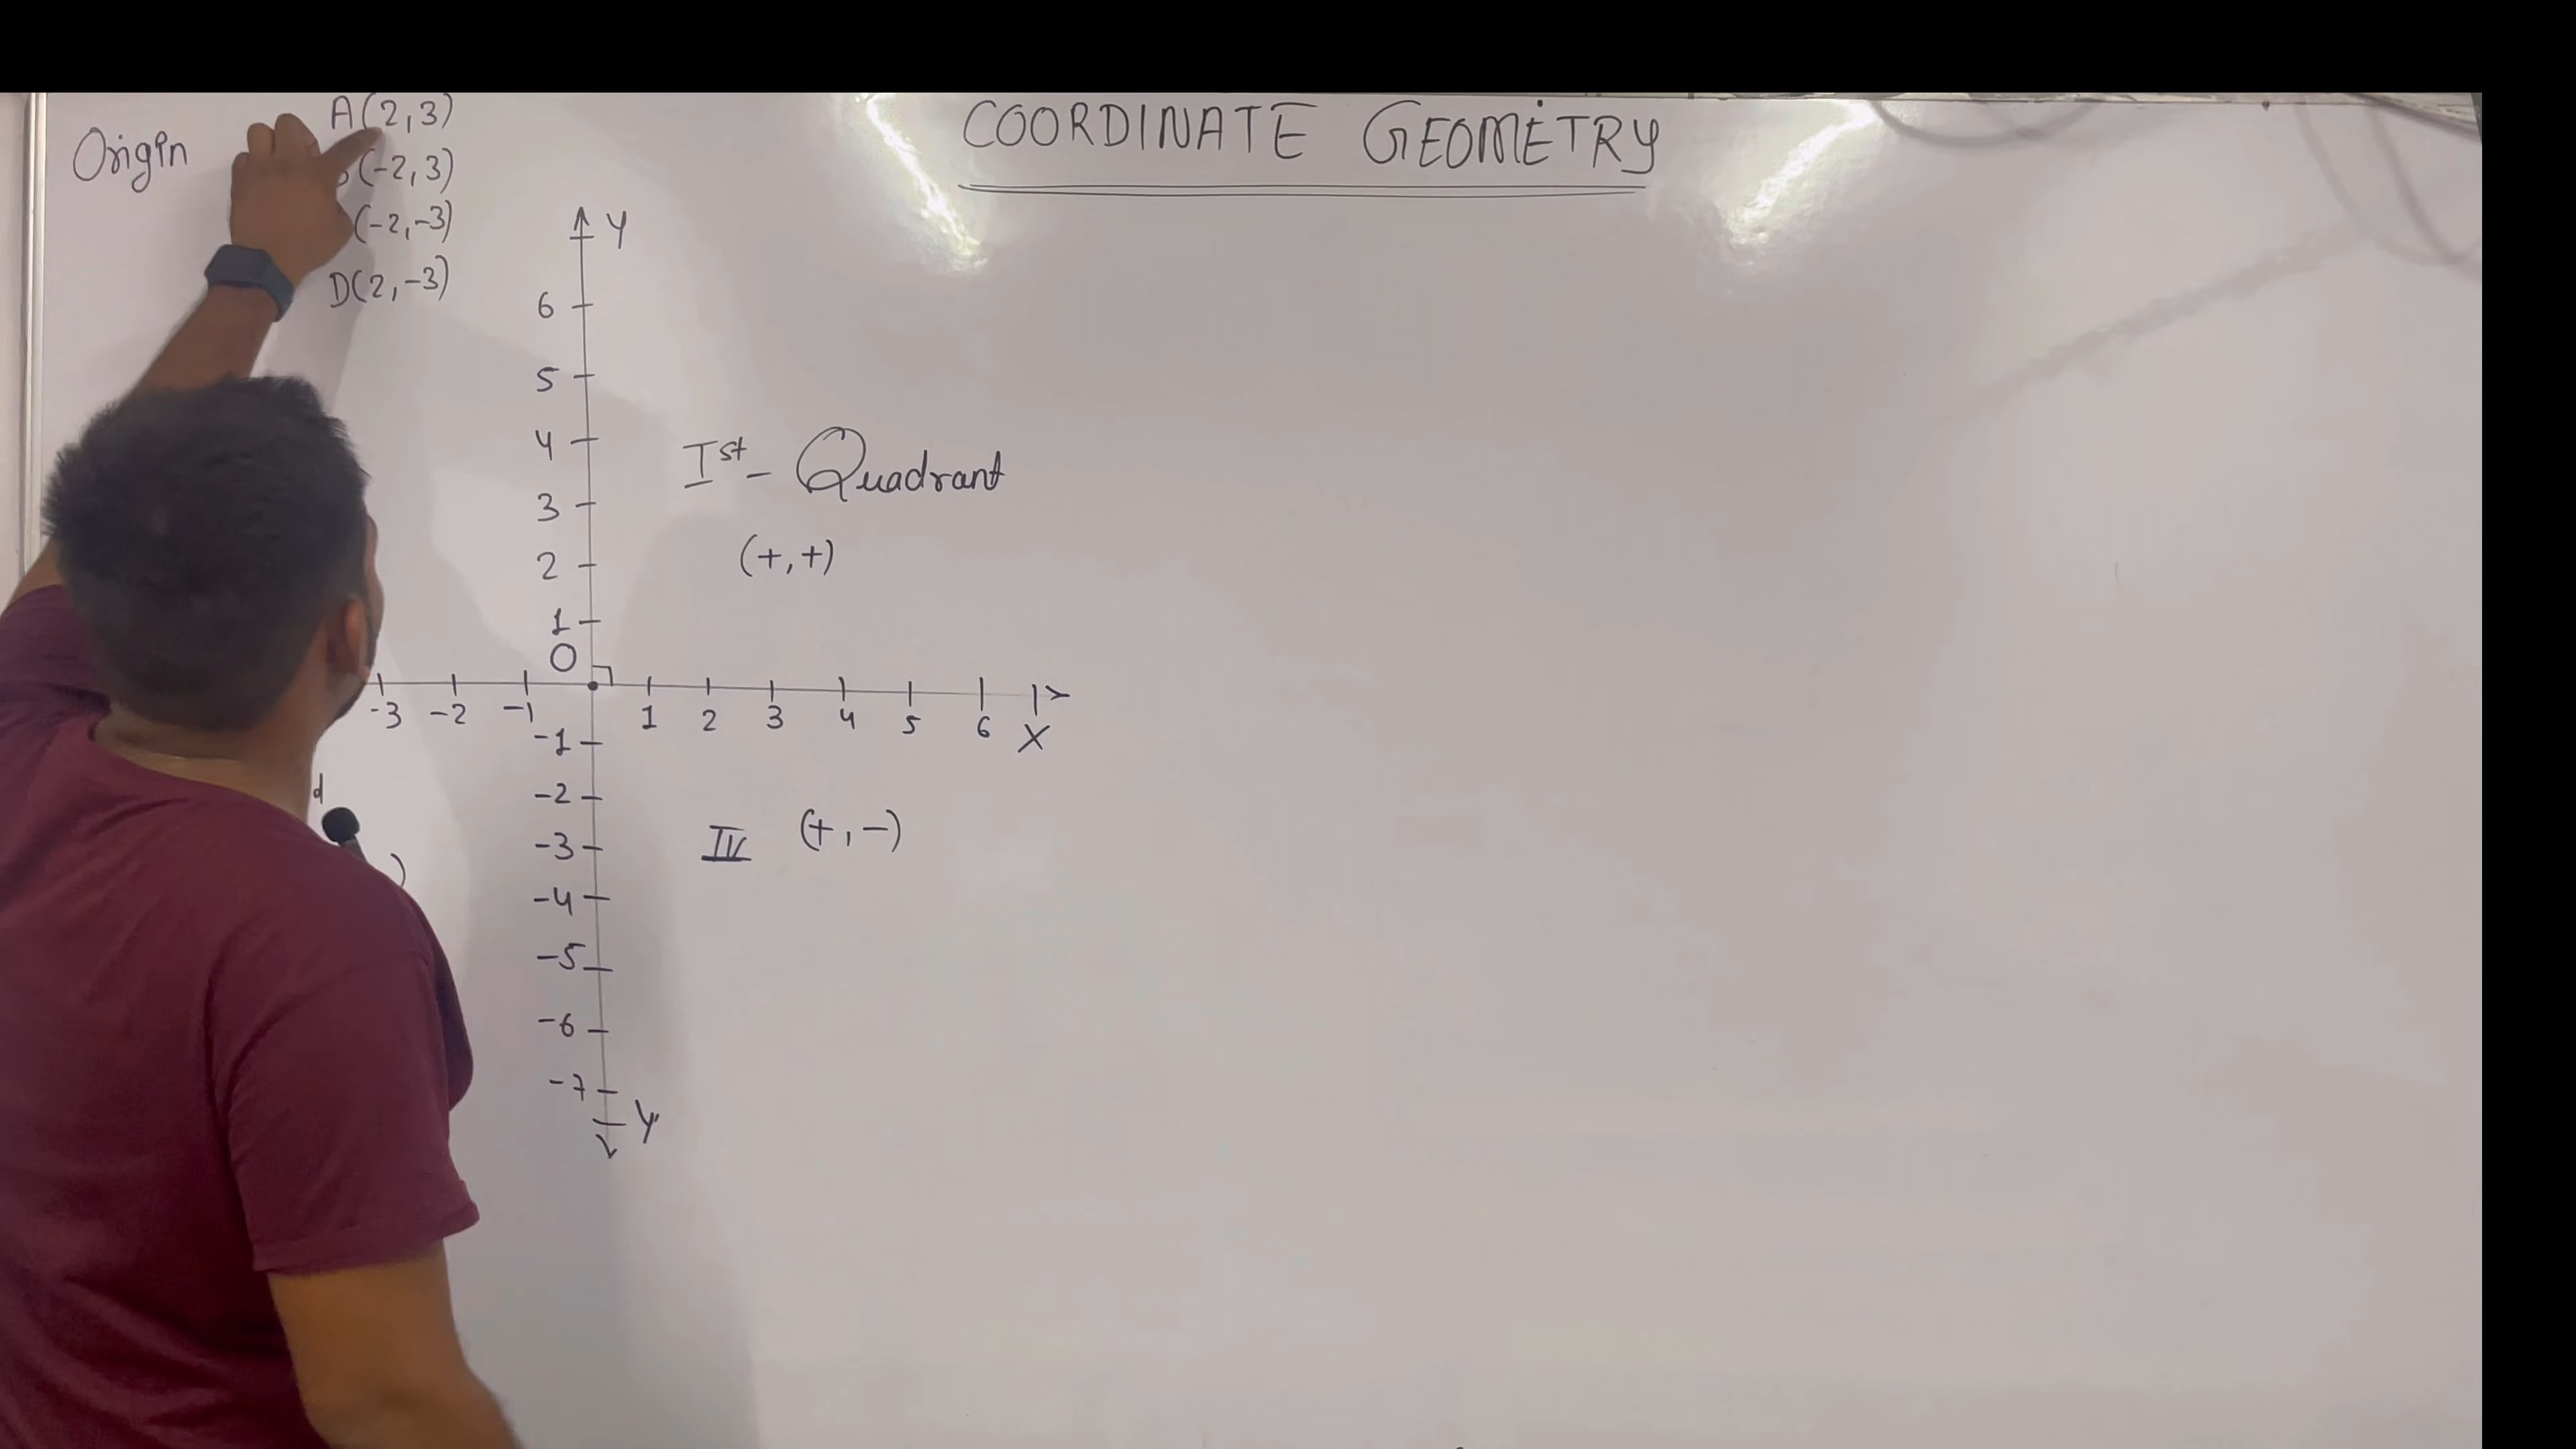 COORDINATE GEOMETRY
Origin
A(2,3)
(-2,3)
(-2,-3)
D(2,-3)
Y
6
5
4
3
2
1
O
Ist - Quadrant
(+,+)
-3 -2 -1 1 2 3 4 5 6 X
-1
-2
-3
-4
-5
-6
-7
Y'
IV (+,-)
d
)